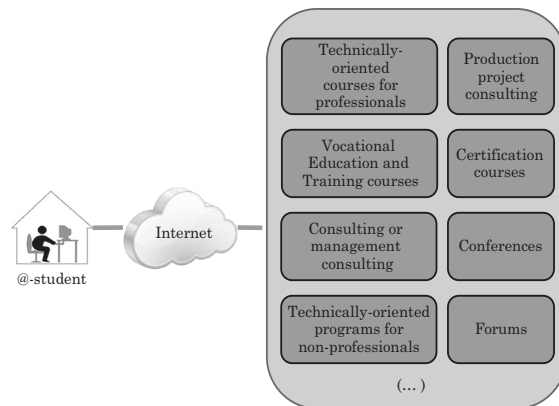 Technically-
oriented
courses for
professionals
Production
project
consulting
Vocational
Education and
Training courses
Certification
courses
Consulting or
management
consulting
Conferences
Technically-oriented
programs for
non-professionals
Forums
(... )
Internet
@-student